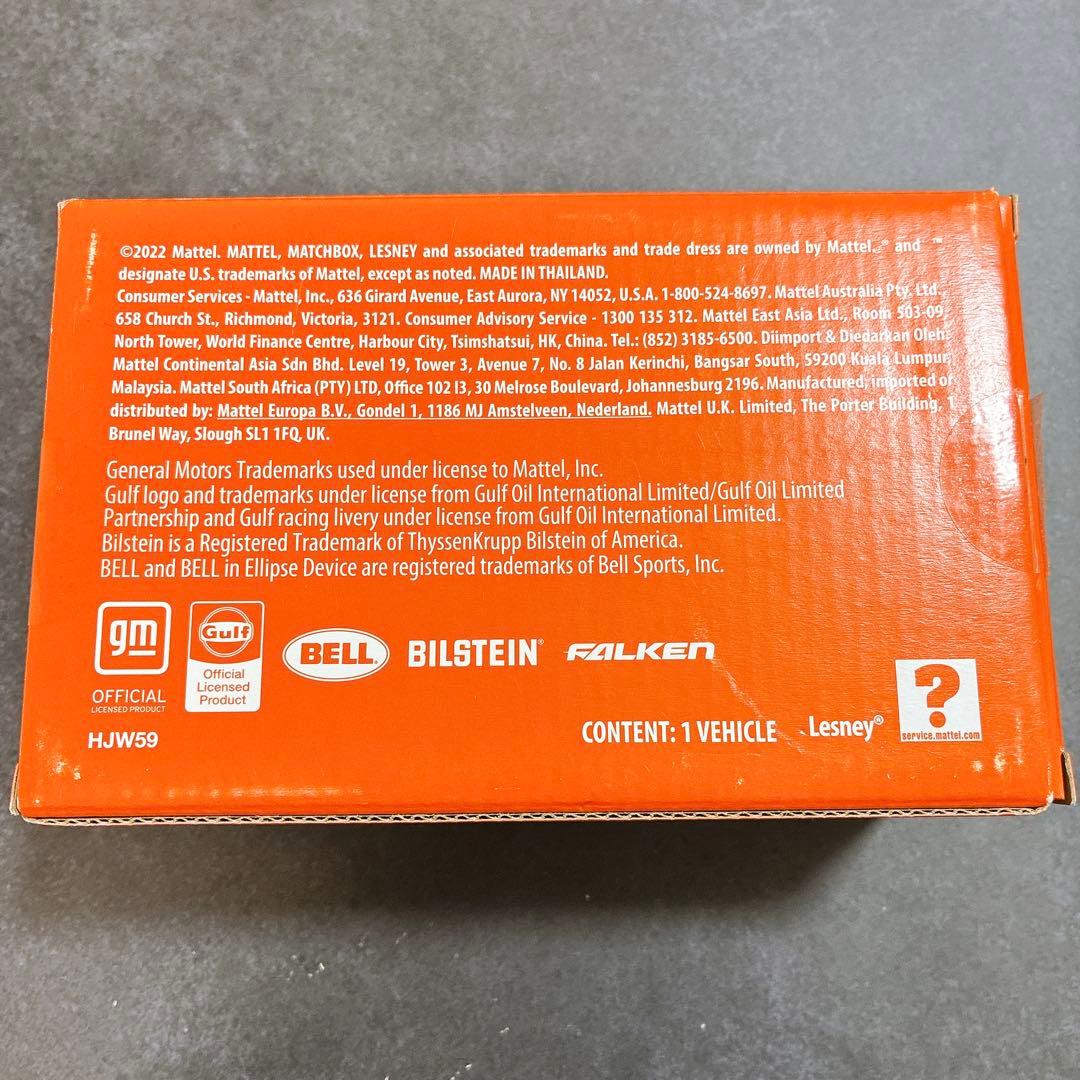 ©2022 Mattel. MATTEL, MATCHBOX, LESNEY and associated trademarks and trade dress are owned by Mattel. ® and ™
designate U.S. trademarks of Mattel, except as noted. MADE IN THAILAND.
Consumer Services - Mattel, Inc., 636 Girard Avenue, East Aurora, NY 14052, U.S.A. 1-800-524-8697. Mattel Australia Pty. Ltd.,
658 Church St., Richmond, Victoria, 3121. Consumer Advisory Service - 1300 135 312. Mattel East Asia Ltd., Room 503-09,
North Tower, World Finance Centre, Harbour City, Tsimshatsui, HK, China. Tel.: (852) 3185-6500. Diimport & Diedarkan Oleh:
Mattel Continental Asia Sdn Bhd. Level 19, Tower 3, Avenue 7, No. 8 Jalan Kerinchi, Bangsar South, 59200 Kuala Lumpur,
Malaysia. Mattel South Africa (PTY) LTD, Office 102 I3, 30 Melrose Boulevard, Johannesburg 2196. Manufactured, imported or
distributed by: Mattel Europa B.V., Gondel 1, 1186 MJ Amstelveen, Nederland. Mattel U.K. Limited, The Porter Building, 1
Brunel Way, Slough SL1 1FQ, UK.
General Motors Trademarks used under license to Mattel, Inc.
Gulf logo and trademarks under license from Gulf Oil International Limited/Gulf Oil Limited
Partnership and Gulf racing livery under license from Gulf Oil International Limited.
Bilstein is a Registered Trademark of ThyssenKrupp Bilstein of America.
BELL and BELL in Ellipse Device are registered trademarks of Bell Sports, Inc.
gm
OFFICIAL
LICENSED PRODUCT
Gulf
Official
Licensed
Product
BELL®
BILSTEIN®
FALKEN
HJW59
CONTENT: 1 VEHICLE
Lesney®
?
service.mattel.com